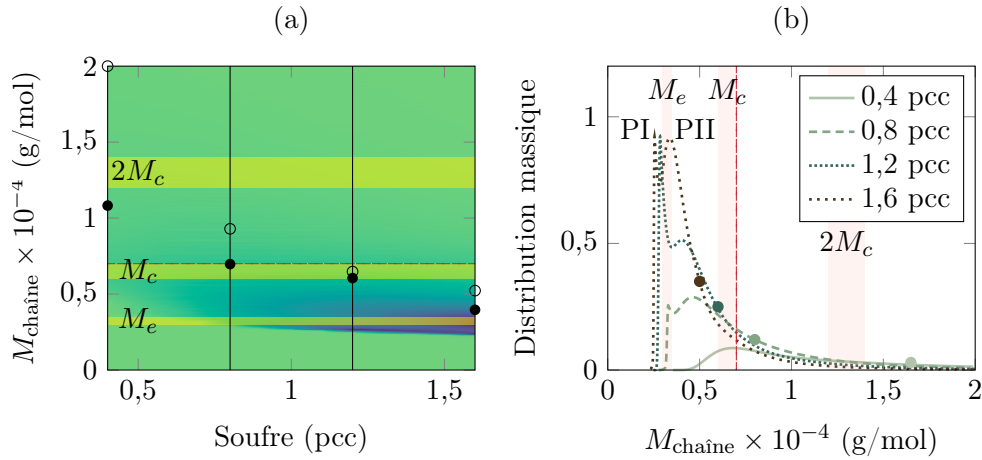 (a)
2
1,5
1
0,5
0
0,5
1
1,5
2M_c
M_c
M_e
Soufre (pcc)
M_chaîne × 10^−4 (g/mol)
(b)
1
0,5
0
0
0,5
1
1,5
2
M_e
M_c
PI
PII
0,4 pcc
0,8 pcc
1,2 pcc
1,6 pcc
2M_c
M_chaîne × 10^−4 (g/mol)
Distribution massique